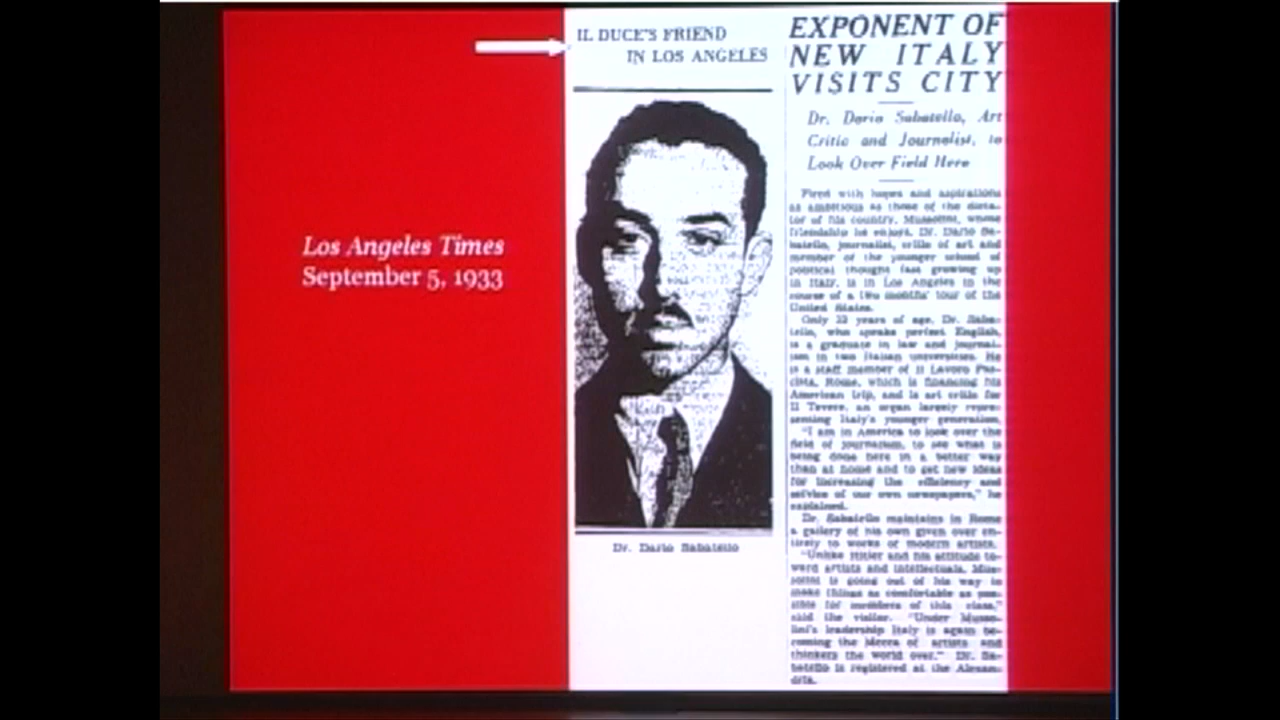 IL DUCE'S FRIEND
IN LOS ANGELES
Los Angeles Times
September 5, 1933
Dr. Dario Sabatello
EXPONENT OF
NEW ITALY
VISITS CITY
Dr. Dario Sabatello, Art
Critic and Journalist, to
Look Over Field Here
Fired with hopes and aspirations
as ambitious as those of the dicta-
tor of his country, Mussolini, whose
friendship he enjoys, Dr. Dario Sa-
batello, journalist, critic of art and
member of the younger school of
political thought fast growing up
in Italy, is in Los Angeles in the
course of a two months' tour of the
United States.
Only 23 years of age, Dr. Saba-
tello, who speaks perfect English,
is a graduate in law and journal-
ism in two Italian universities. He
is a staff member of Il Lavoro Fas-
cista, Rome, which is financing his
American trip, and is art critic for
Il Tevere, an organ largely repre-
senting Italy's younger generation.
"I am in America to look over the
field of journalism, to see what is
being done here in a better way
than at home and to get new ideas
for increasing the efficiency and
service of our own newspapers," he
explained.
Dr. Sabatello maintains in Rome
a gallery of his own given over en-
tirely to works of modern artists.
"Unlike Hitler and his attitude to-
ward artists and intellectuals, Mus-
solini is going out of his way to
make things as comfortable as pos-
sible for members of this class,"
said the visitor. "Under Musso-
lini's leadership Italy is again be-
coming the Mecca of artists and
thinkers the world over." Dr. Sa-
batello is registered at the Alexan-
dria.